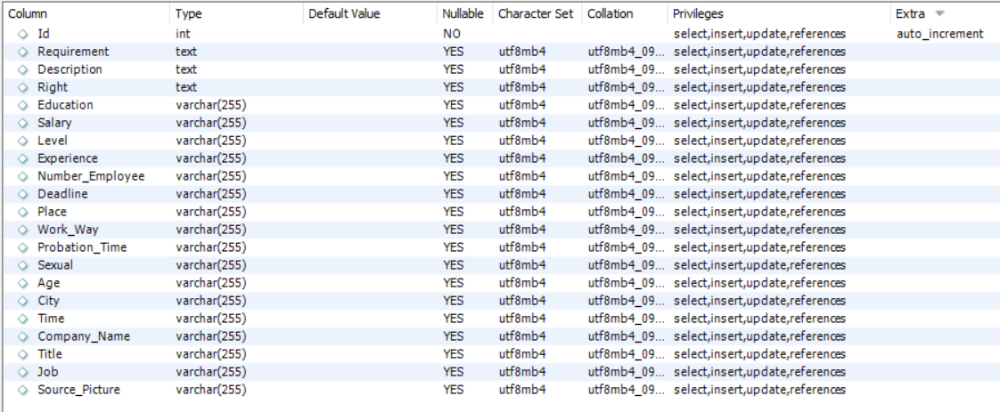 Column Type Default Value Nullable Character Set Collation Privileges Extra
Id int NO select,insert,update,references auto_increment
Requirement text YES utf8mb4 utf8mb4_09... select,insert,update,references
Description text YES utf8mb4 utf8mb4_09... select,insert,update,references
Right text YES utf8mb4 utf8mb4_09... select,insert,update,references
Education varchar(255) YES utf8mb4 utf8mb4_09... select,insert,update,references
Salary varchar(255) YES utf8mb4 utf8mb4_09... select,insert,update,references
Level varchar(255) YES utf8mb4 utf8mb4_09... select,insert,update,references
Experience varchar(255) YES utf8mb4 utf8mb4_09... select,insert,update,references
Number_Employee varchar(255) YES utf8mb4 utf8mb4_09... select,insert,update,references
Deadline varchar(255) YES utf8mb4 utf8mb4_09... select,insert,update,references
Place varchar(255) YES utf8mb4 utf8mb4_09... select,insert,update,references
Work_Way varchar(255) YES utf8mb4 utf8mb4_09... select,insert,update,references
Probation_Time varchar(255) YES utf8mb4 utf8mb4_09... select,insert,update,references
Sexual varchar(255) YES utf8mb4 utf8mb4_09... select,insert,update,references
Age varchar(255) YES utf8mb4 utf8mb4_09... select,insert,update,references
City varchar(255) YES utf8mb4 utf8mb4_09... select,insert,update,references
Time varchar(255) YES utf8mb4 utf8mb4_09... select,insert,update,references
Company_Name varchar(255) YES utf8mb4 utf8mb4_09... select,insert,update,references
Title varchar(255) YES utf8mb4 utf8mb4_09... select,insert,update,references
Job varchar(255) YES utf8mb4 utf8mb4_09... select,insert,update,references
Source_Picture varchar(255) YES utf8mb4 utf8mb4_09... select,insert,update,references